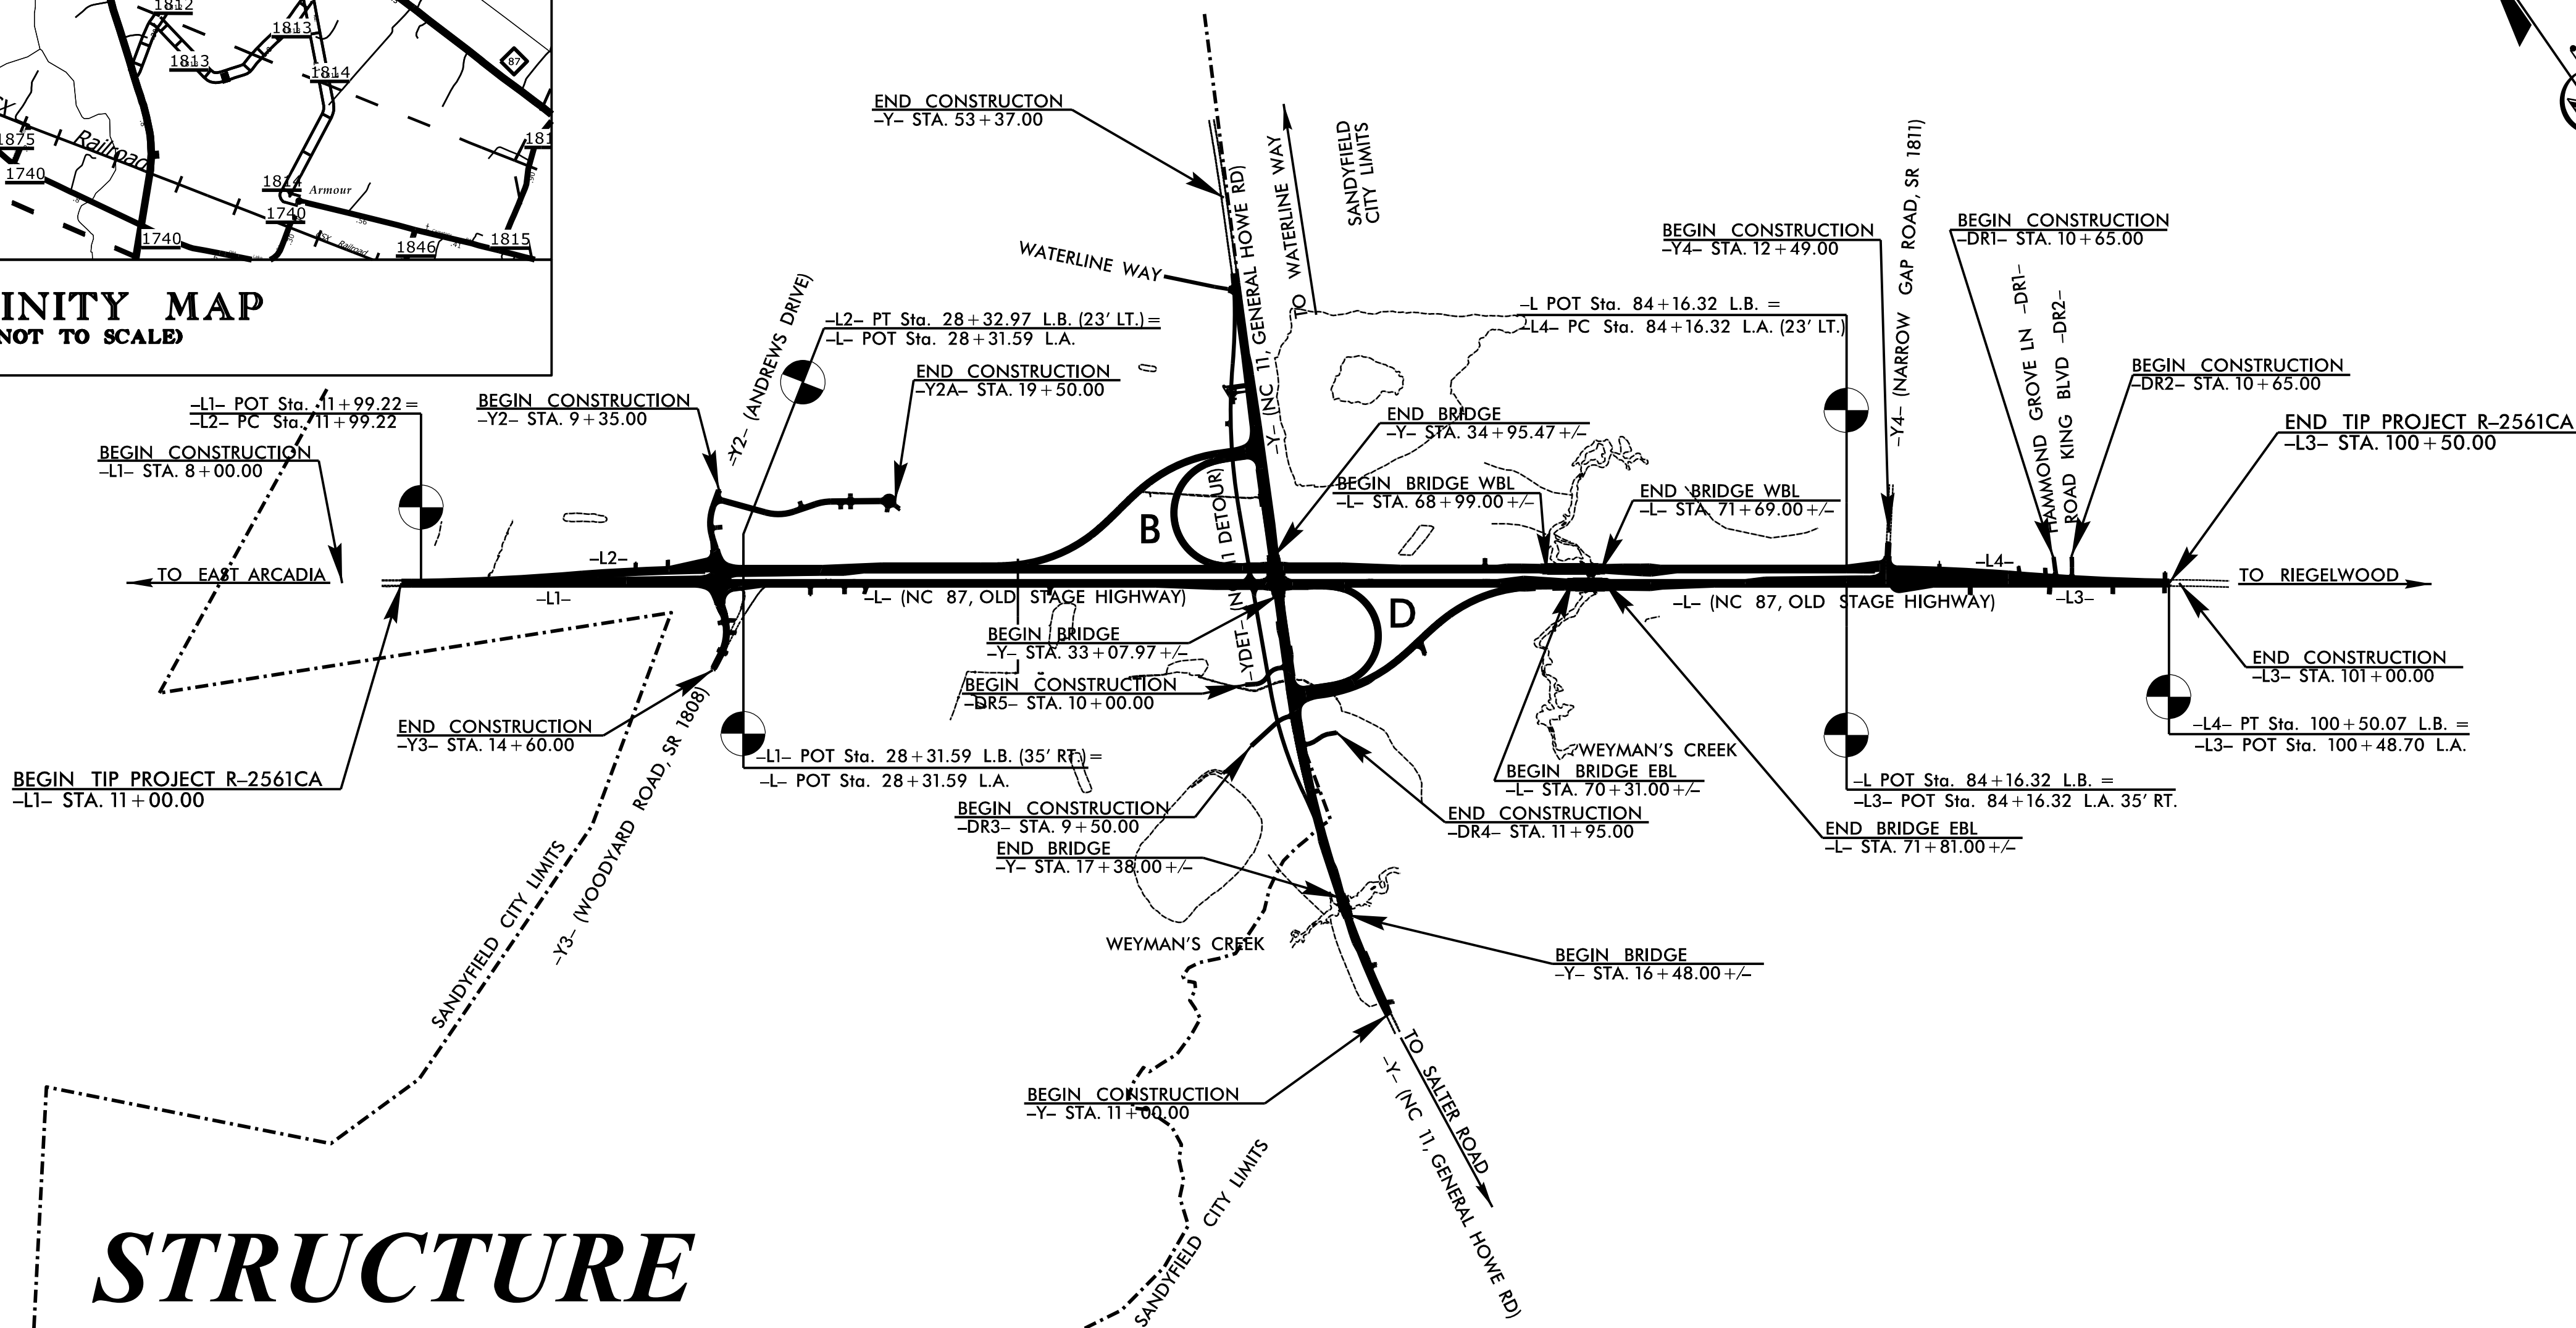 1812
1813
1813
1814
87
Railroad
1875
1740
1814
Armour
1740
1740
1846
1815
INITY MAP
NOT TO SCALE)
END CONSTRUCTON
–Y– STA. 53+37.00
WATERLINE WAY
–Y– (NC 11, GENERAL HOWE RD)
TO WATERLINE WAY
SANDYFIELD
CITY LIMITS
–Y2– (ANDREWS DRIVE)
–L2– PT Sta. 28+32.97 L.B. (23' LT.)=
–L– POT Sta. 28+31.59 L.A.
END CONSTRUCTION
–Y2A– STA. 19+50.00
BEGIN CONSTRUCTION
–Y2– STA. 9+35.00
–L1– POT Sta. 11+99.22=
–L2– PC Sta. 11+99.22
BEGIN CONSTRUCTION
–L1– STA. 8+00.00
–L POT Sta. 84+16.32 L.B. =
–L4– PC Sta. 84+16.32 L.A. (23' LT.)
BEGIN CONSTRUCTION
–Y4– STA. 12+49.00
–Y4– (NARROW GAP ROAD, SR 1811)
BEGIN CONSTRUCTION
–DR1– STA. 10+65.00
HAMMOND GROVE LN –DR1–
ROAD KING BLVD –DR2–
BEGIN CONSTRUCTION
–DR2– STA. 10+65.00
END TIP PROJECT R–2561CA
–L3– STA. 100+50.00
END BRIDGE
–Y– STA. 34+95.47+/–
BEGIN BRIDGE WBL
–L– STA. 68+99.00+/–
END BRIDGE WBL
–L– STA. 71+69.00+/–
B
TO EAST ARCADIA
–L2–
–L1–
–L– (NC 87, OLD STAGE HIGHWAY)
–L– (NC 87, OLD STAGE HIGHWAY)
–L4–
–L3–
TO RIEGELWOOD
D
BEGIN BRIDGE
–Y– STA. 33+07.97+/–
BEGIN CONSTRUCTION
–DR5– STA. 10+00.00
END CONSTRUCTION
–L3– STA. 101+00.00
–L4– PT Sta. 100+50.07 L.B. =
–L3– POT Sta. 100+48.70 L.A.
END CONSTRUCTION
–Y3– STA. 14+60.00
–L1– POT Sta. 28+31.59 L.B. (35' RT.)=
–L– POT Sta. 28+31.59 L.A.
BEGIN TIP PROJECT R–2561CA
–L1– STA. 11+00.00
WEYMAN'S CREEK
BEGIN BRIDGE EBL
–L– STA. 70+31.00+/–
–L POT Sta. 84+16.32 L.B. =
–L3– POT Sta. 84+16.32 L.A. 35' RT.
BEGIN CONSTRUCTION
–DR3– STA. 9+50.00
END CONSTRUCTION
–DR4– STA. 11+95.00
END BRIDGE EBL
–L– STA. 71+81.00+/–
END BRIDGE
–Y– STA. 17+38.00+/–
SANDYFIELD CITY LIMITS
–Y3– (WOODYARD ROAD, SR 1808)
WEYMAN'S CREEK
BEGIN BRIDGE
–Y– STA. 16+48.00+/–
BEGIN CONSTRUCTION
–Y– STA. 11+00.00
TO SALTER ROAD
–Y– (NC 11, GENERAL HOWE RD)
SANDYFIELD CITY LIMITS
STRUCTURE